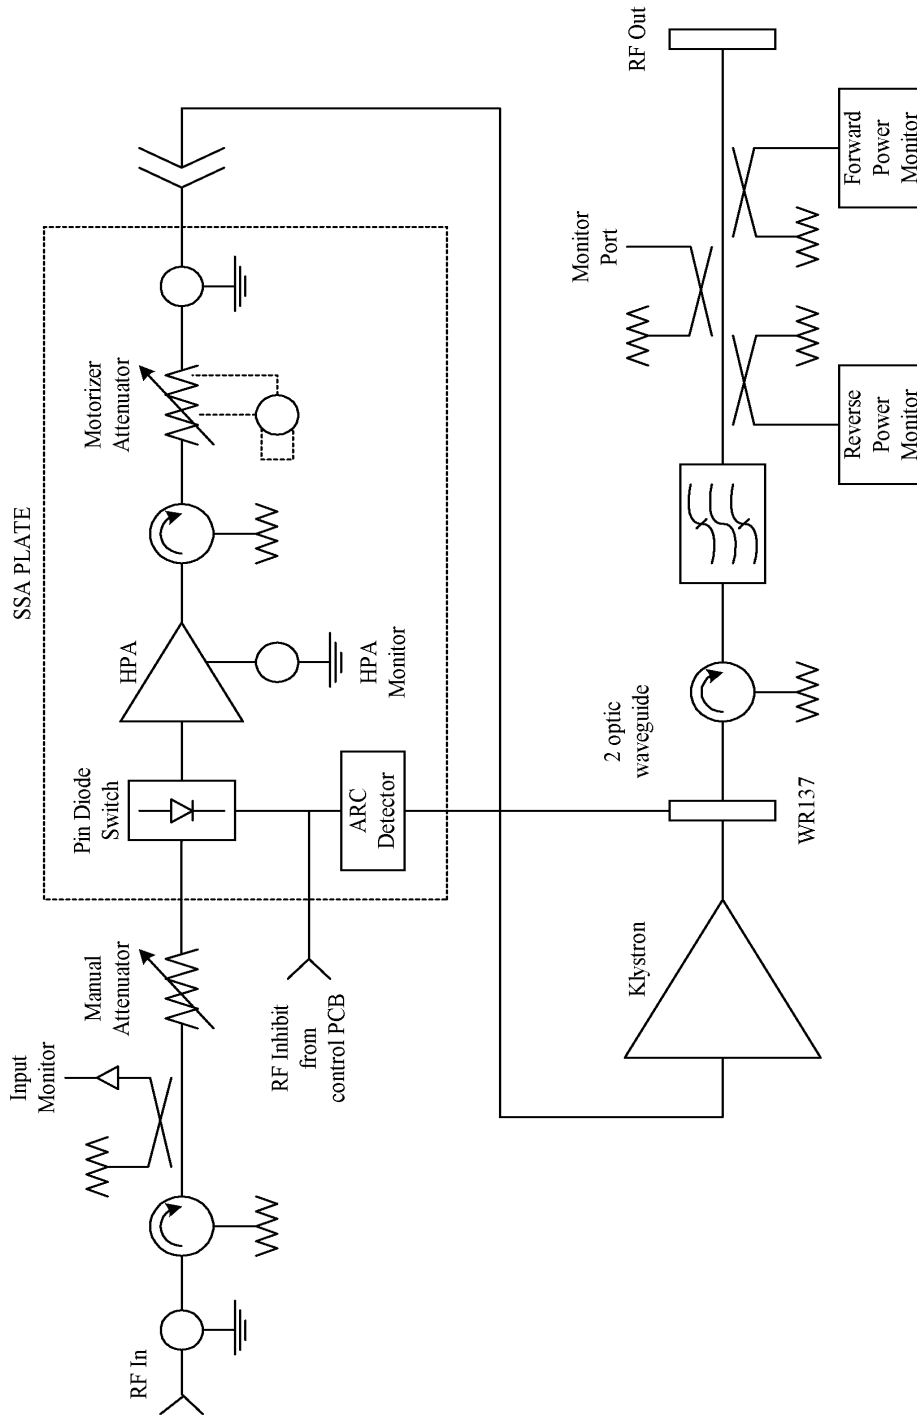 SSA PLATE
Input
Monitor
Manual
Attenuator
Pin Diode
Switch
HPA
Motorizer
Attenuator
RF In
RF Inhibit
from
control PCB
ARC
Detector
HPA
Monitor
Klystron
2 optic
waveguide
WR137
Monitor
Port
RF Out
Reverse
Power
Monitor
Forward
Power
Monitor